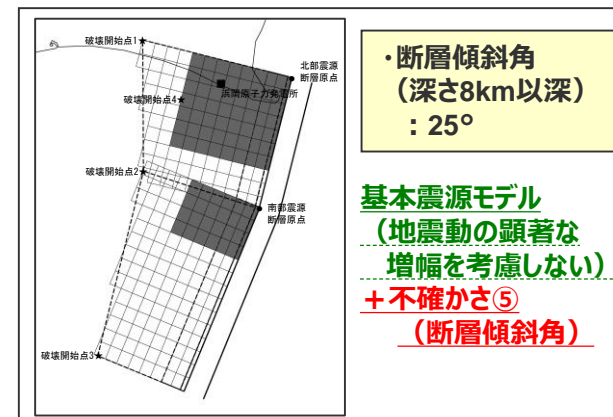 破壊開始点1
北部震源
断層原点
浜岡原子力発電所
破壊開始点4
破壊開始点2
南部震源
断層原点
破壊開始点3
・断層傾斜角
（深さ8km以深）
：25°
基本震源モデル
（地震動の顕著な
増幅を考慮しない）
＋不確かさ⑤
（断層傾斜角）